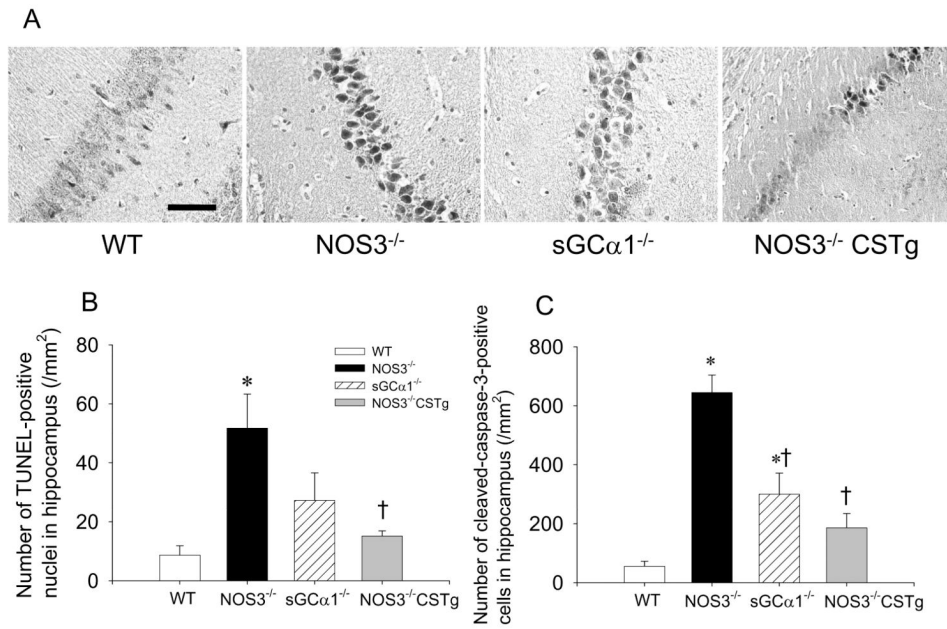 A
WT
NOS3-/-
sGCα1-/-
NOS3-/- CSTg
B
Number of TUNEL-positive
nuclei in hippocampus (/mm²)
80
60
40
20
0
WT
NOS3-/-
sGCα1-/-
NOS3-/-CSTg
*
†
WT
NOS3-/-
sGCα1-/-
NOS3-/-CSTg
C
Number of cleaved-caspase-3-positive
cells in hippocampus (/mm²)
800
600
400
200
0
*
*†
†
WT
NOS3-/-
sGCα1-/-
NOS3-/-CSTg